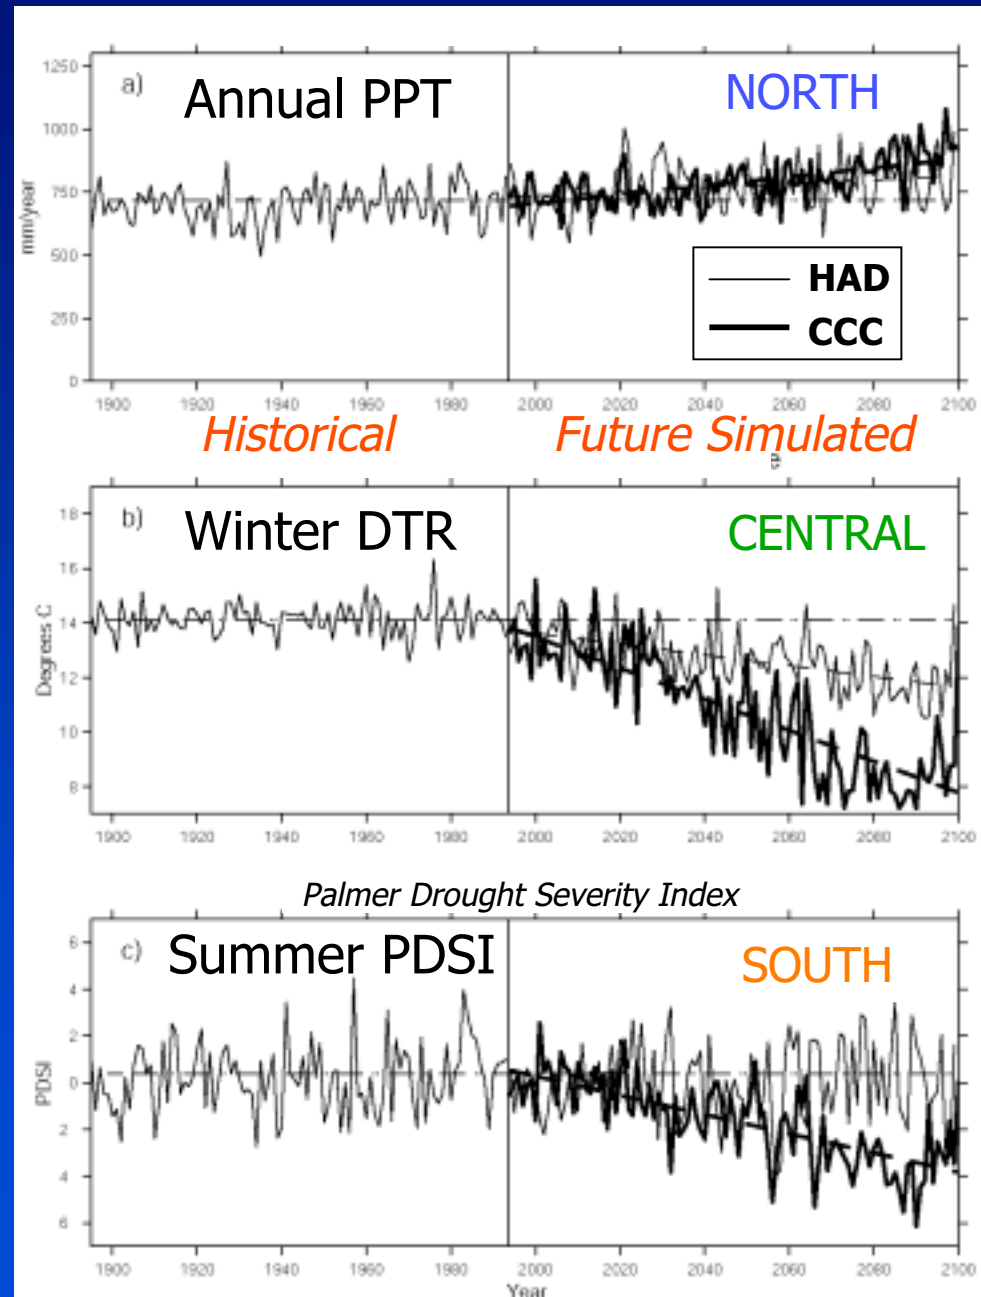 1250
a) Annual PPT NORTH
1000
mm/year
750
500
HAD
250
CCC
0
1900 1920 1940 1960 1980 2000 2020 2040 2060 2080 2100
Historical Future Simulated
e
18
b) Winter DTR CENTRAL
16
Degrees C
14
12
10
8
1900 1920 1940 1960 1980 2000 2020 2040 2060 2080 2100
Palmer Drought Severity Index
6
c) Summer PDSI SOUTH
4
2
PDSI
0
2
4
6
1900 1920 1940 1960 1980 2000 2020 2040 2060 2080 2100
Year